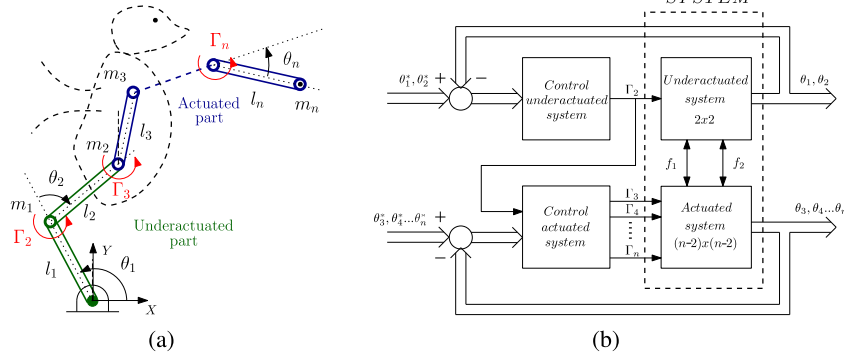 SYSTEM
Γn
θn
m3
Actuated
part
ln
mn
l3
m2
θ2
Γ3
m1
l2
Γ2
Underactuated
part
Y
l1
θ1
X
(a)
θ1*, θ2* + −
Control
underactuated
system
Γ2
Underactuated
system
2x2
θ1, θ2
f1 f2
θ3*, θ4*...θn* + −
Control
actuated
system
Γ3
Γ4
Γn
Actuated
system
(n-2)x(n-2)
θ3, θ4...θn
(b)